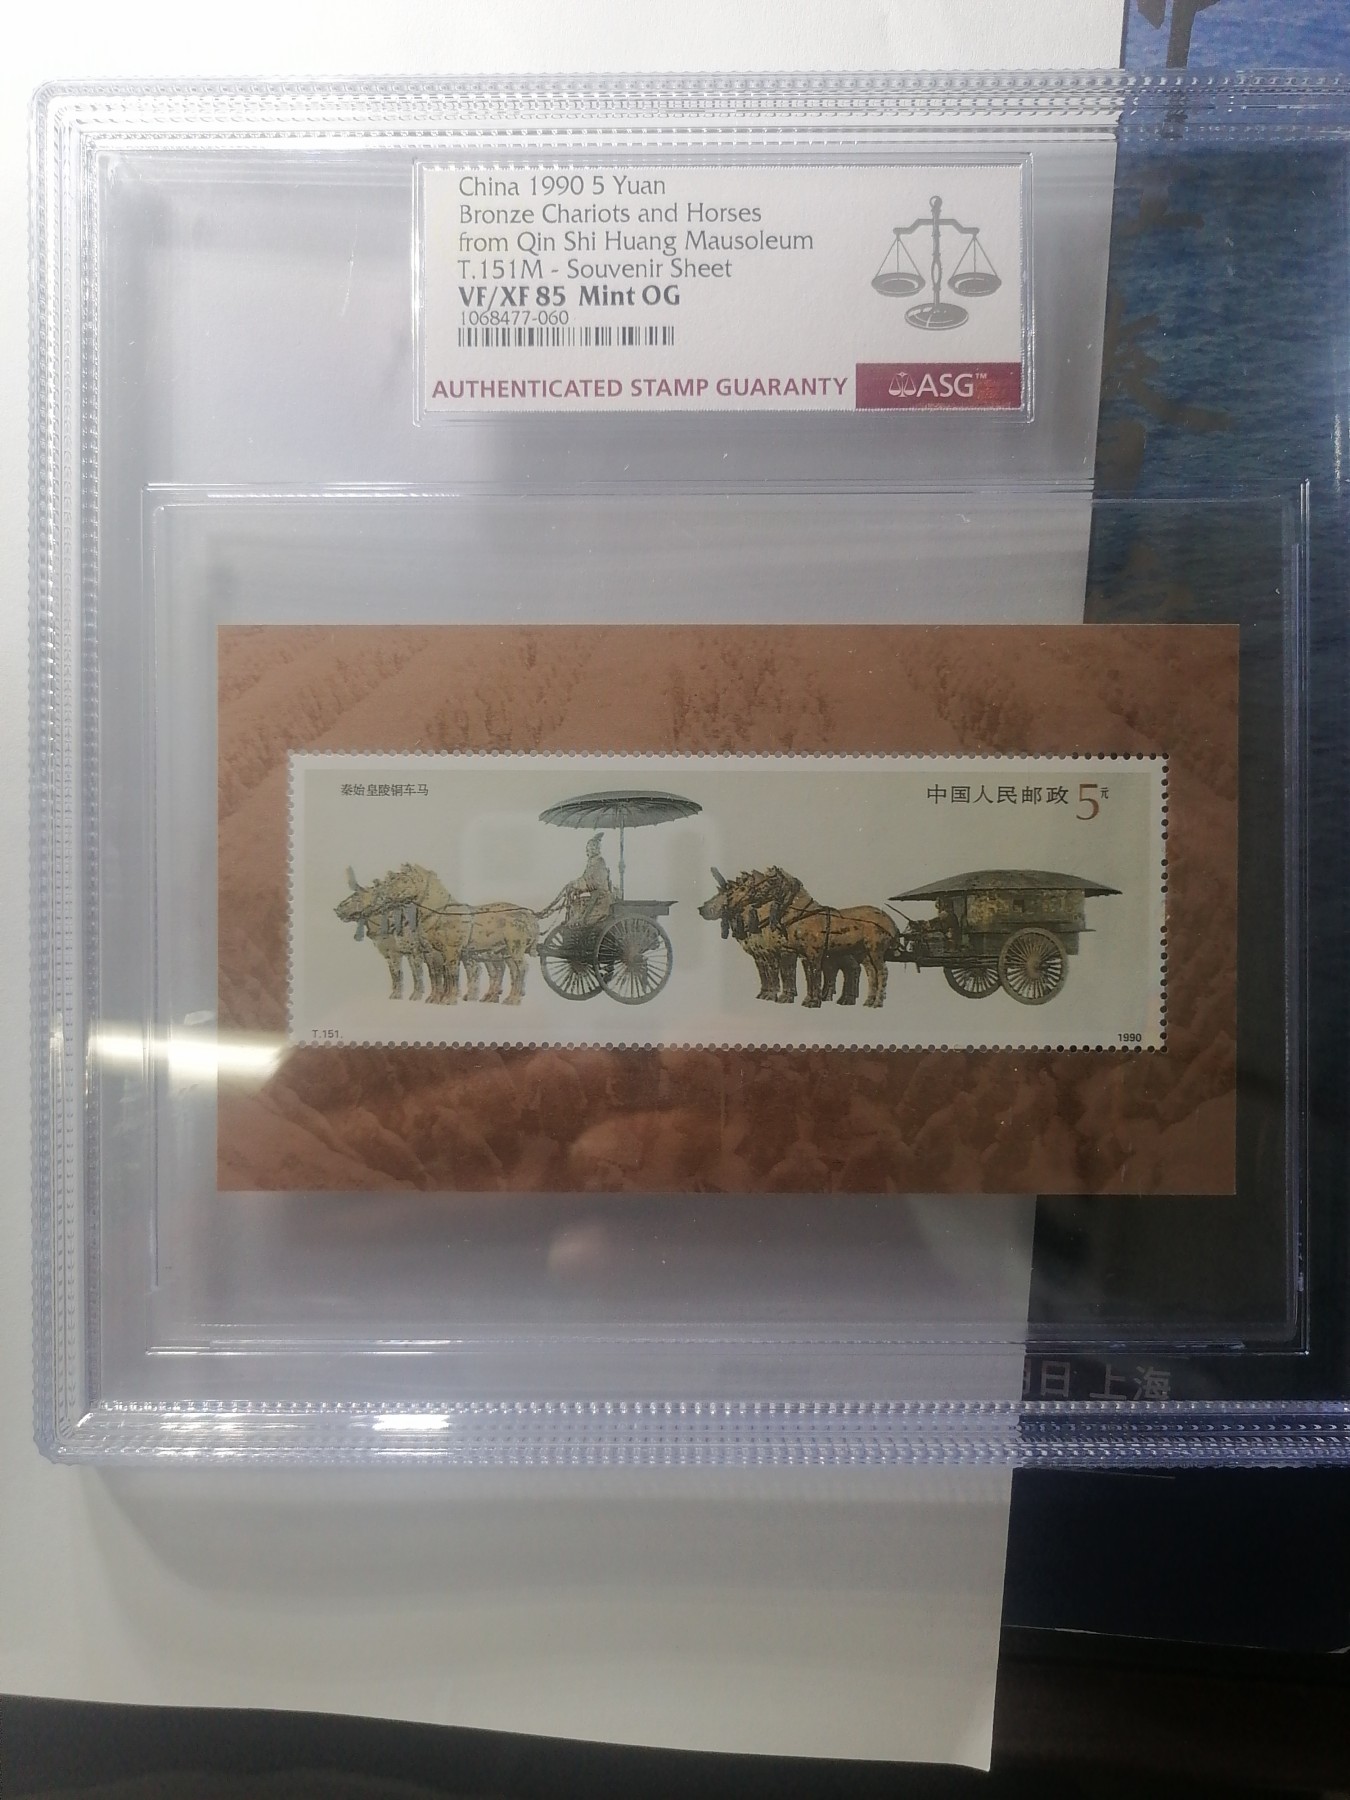 China 1990 5 Yuan
Bronze Chariots and Horses
from Qin Shi Huang Mausoleum
T.151M - Souvenir Sheet
VF/XF 85 Mint OG
1068477-060
AUTHENTICATED STAMP GUARANTY
ASG™
秦始皇陵铜车马
中国人民邮政 5元
T.151.
1990
日 上海